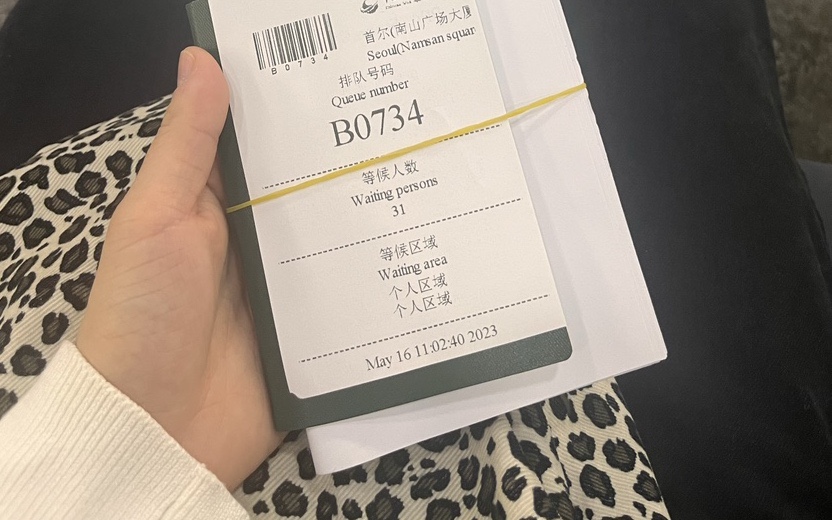 首尔(南山广场大厦
Seoul(Namsan squar
B0734
排队号码
Queue number
B0734
等候人数
Waiting persons
31
等候区域
Waiting area
个人区域
个人区域
May 16 11:02:40 2023